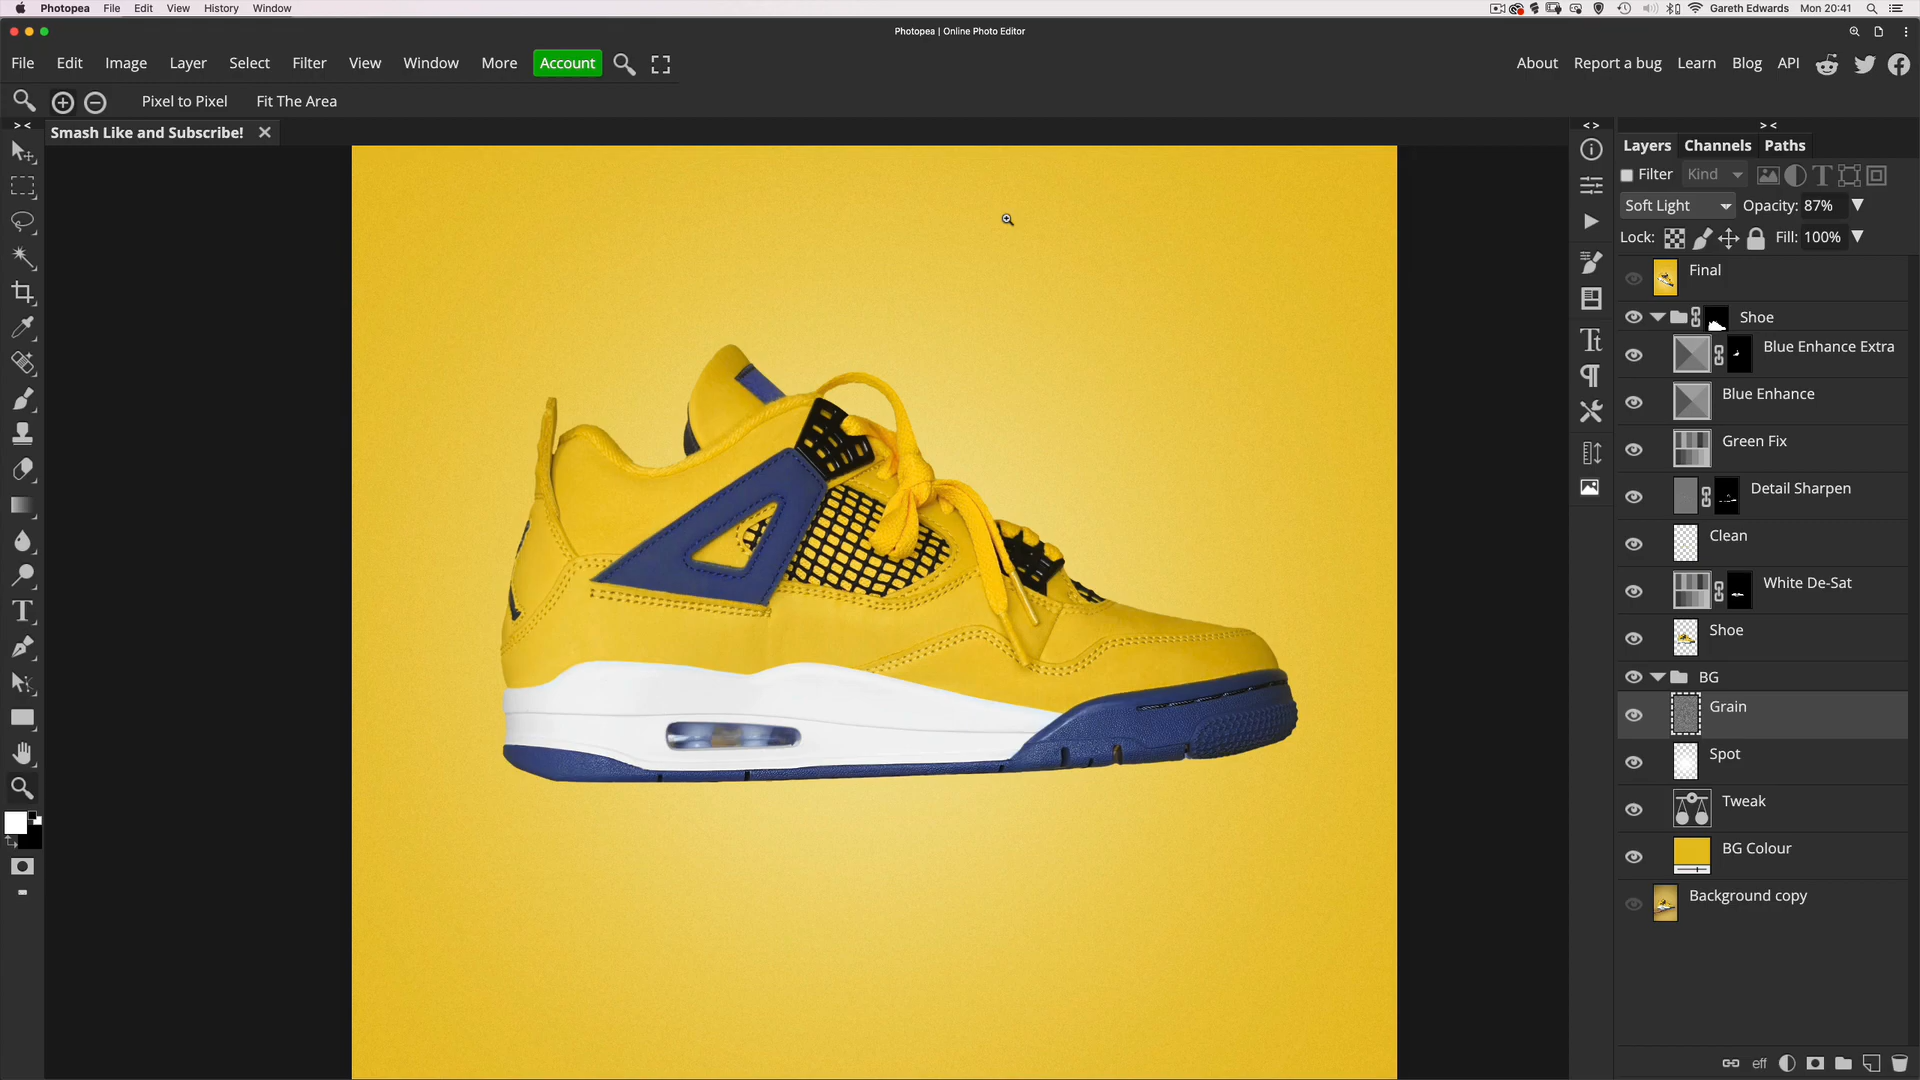 Photopea File Edit View History Window
Gareth Edwards Mon 20:41
Photopea | Online Photo Editor
File Edit Image Layer Select Filter View Window More Account
About Report a bug Learn Blog API
Pixel to Pixel Fit The Area
Smash Like and Subscribe!
Layers Channels Paths
Filter Kind
Soft Light Opacity: 87%
Lock: Fill: 100%
Final
Shoe
Blue Enhance Extra
Blue Enhance
Green Fix
Detail Sharpen
Clean
White De-Sat
Shoe
BG
Grain
Spot
Tweak
BG Colour
Background copy
eff